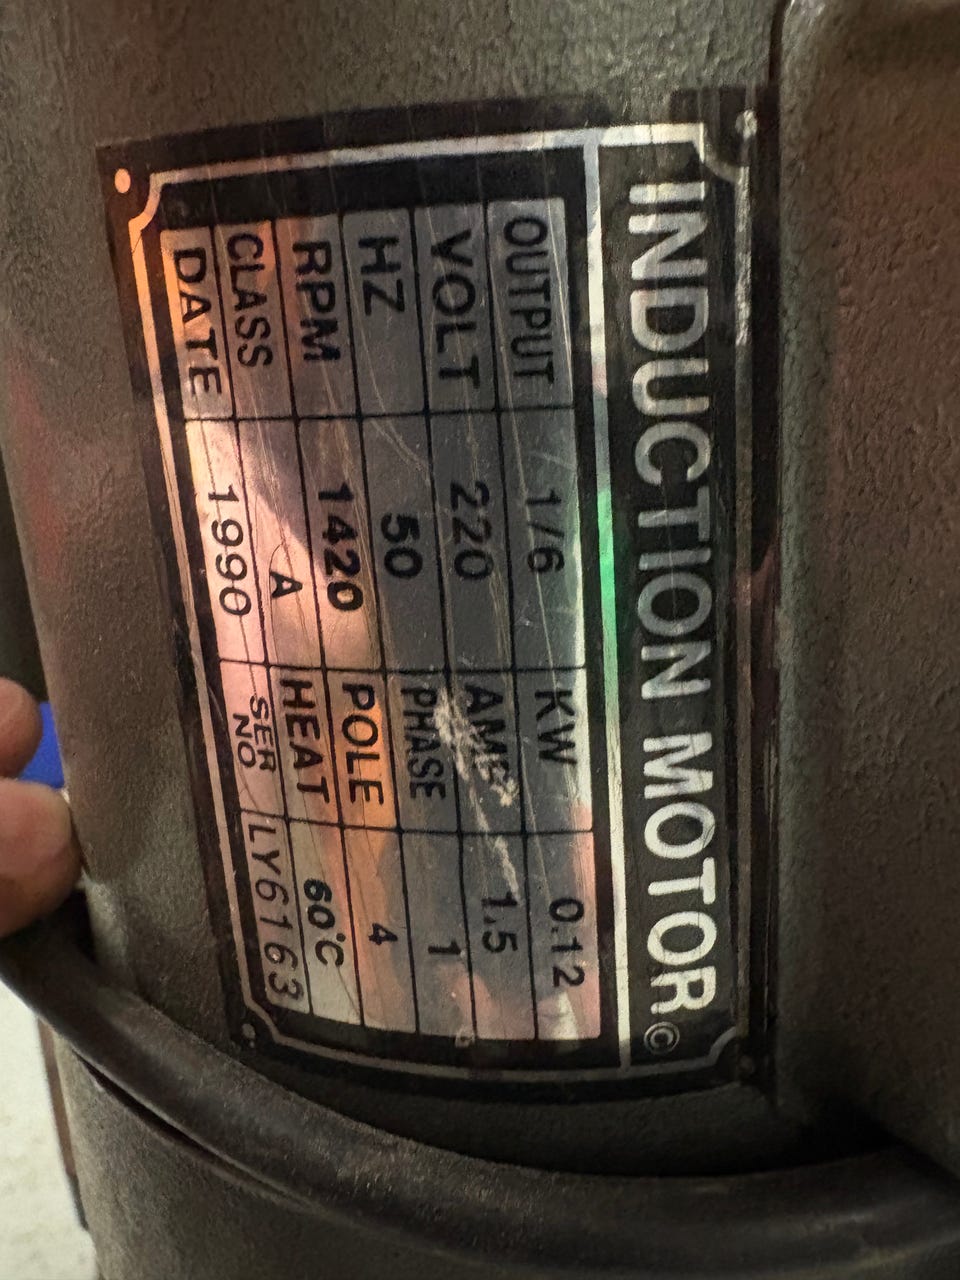 INDUCTION MOTOR ©
OUTPUT 1/6 KW 0.12
VOLT 220 AMP 1.5
HZ 50 PHASE 1
RPM 1420 POLE 4
CLASS A HEAT 60°C
DATE 1990 SER NO LY6163